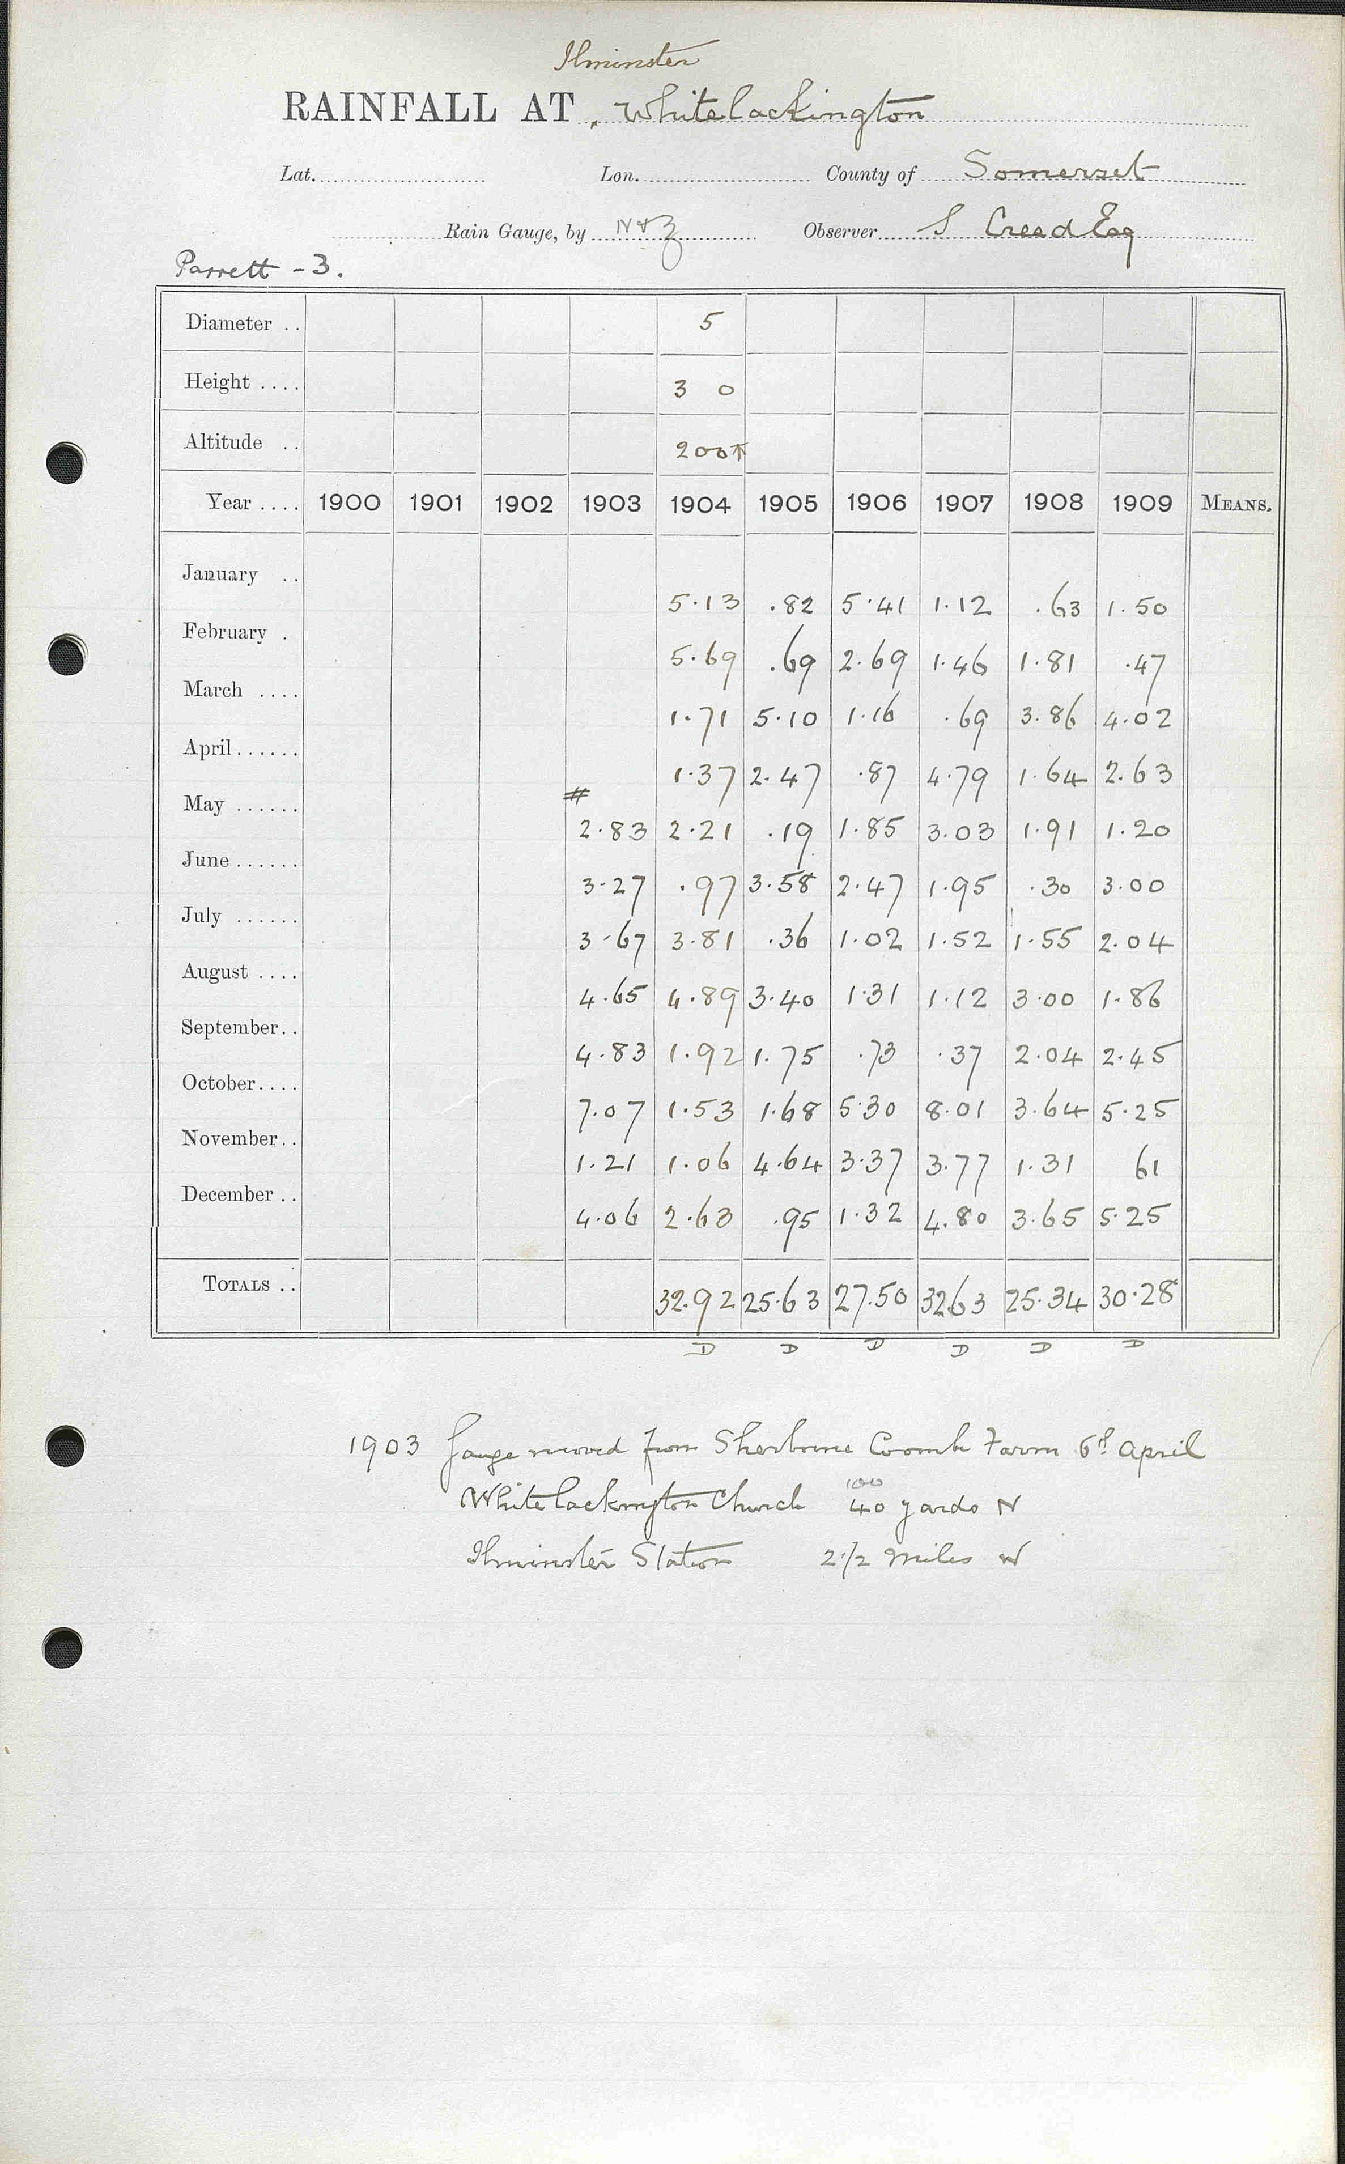 Ilminster
RAINFALL AT Whitelackington
Lat. Lon. County of Somerset
Rain Gauge, by N & Z Observer S Creed Esq
Parrett - 3.
Diameter .. 5
Height .... 3 0
Altitude .. 200
Year .... 1900 1901 1902 1903 1904 1905 1906 1907 1908 1909 MEANS.
January .. 5.13 .82 5.41 1.12 .63 1.50
February . 5.69 .69 2.69 1.46 1.81 .47
March .... 1.71 5.10 1.16 .69 3.86 4.02
April...... 1.37 2.47 .87 4.79 1.64 2.63
#
May ...... 2.83 2.21 .19 1.85 3.03 1.91 1.20
June ...... 3.27 .97 3.58 2.47 1.95 .30 3.00
July ...... 3.67 3.81 .36 1.02 1.52 1.55 2.04
August .... 4.65 4.89 3.40 1.31 1.12 3.00 1.86
September.. 4.83 1.92 1.75 .73 .37 2.04 2.45
October.... 7.07 1.53 1.68 5.30 8.01 3.64 5.25
November.. 1.21 1.06 4.64 3.37 3.77 1.31 61
December .. 4.06 2.63 .95 1.32 4.80 3.65 5.25
TOTALS .. 32.92 25.63 27.50 32.63 25.34 30.28
D D D D D D
1903 Gauge moved from Sherborne Coomb Farm 6th April
100
Whitelackington Church 40 yards N
Ilminster Station 2 1/2 miles W